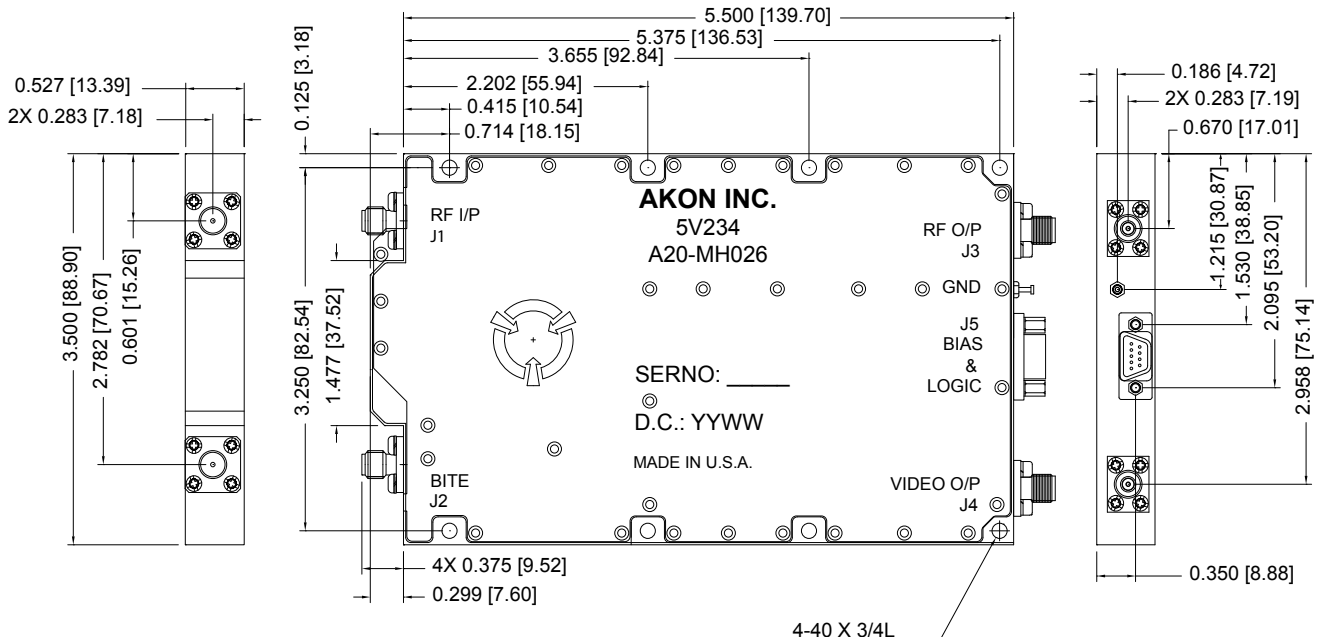 5.500 [139.70]
5.375 [136.53]
3.655 [92.84]
2.202 [55.94]
0.415 [10.54]
0.714 [18.15]
0.125 [3.18]
0.527 [13.39]
2X 0.283 [7.18]
0.186 [4.72]
2X 0.283 [7.19]
0.670 [17.01]
3.500 [88.90]
2.782 [70.67]
0.601 [15.26]
3.250 [82.54]
1.477 [37.52]
RF I/P
J1
AKON INC.
5V234
A20-MH026
RF O/P
J3
GND
J5
BIAS
&
LOGIC
SERNO: _____
D.C.: YYWW
MADE IN U.S.A.
BITE
J2
VIDEO O/P
J4
1.215 [30.87]
1.530 [38.85]
2.095 [53.20]
2.958 [75.14]
4X 0.375 [9.52]
0.299 [7.60]
0.350 [8.88]
4-40 X 3/4L